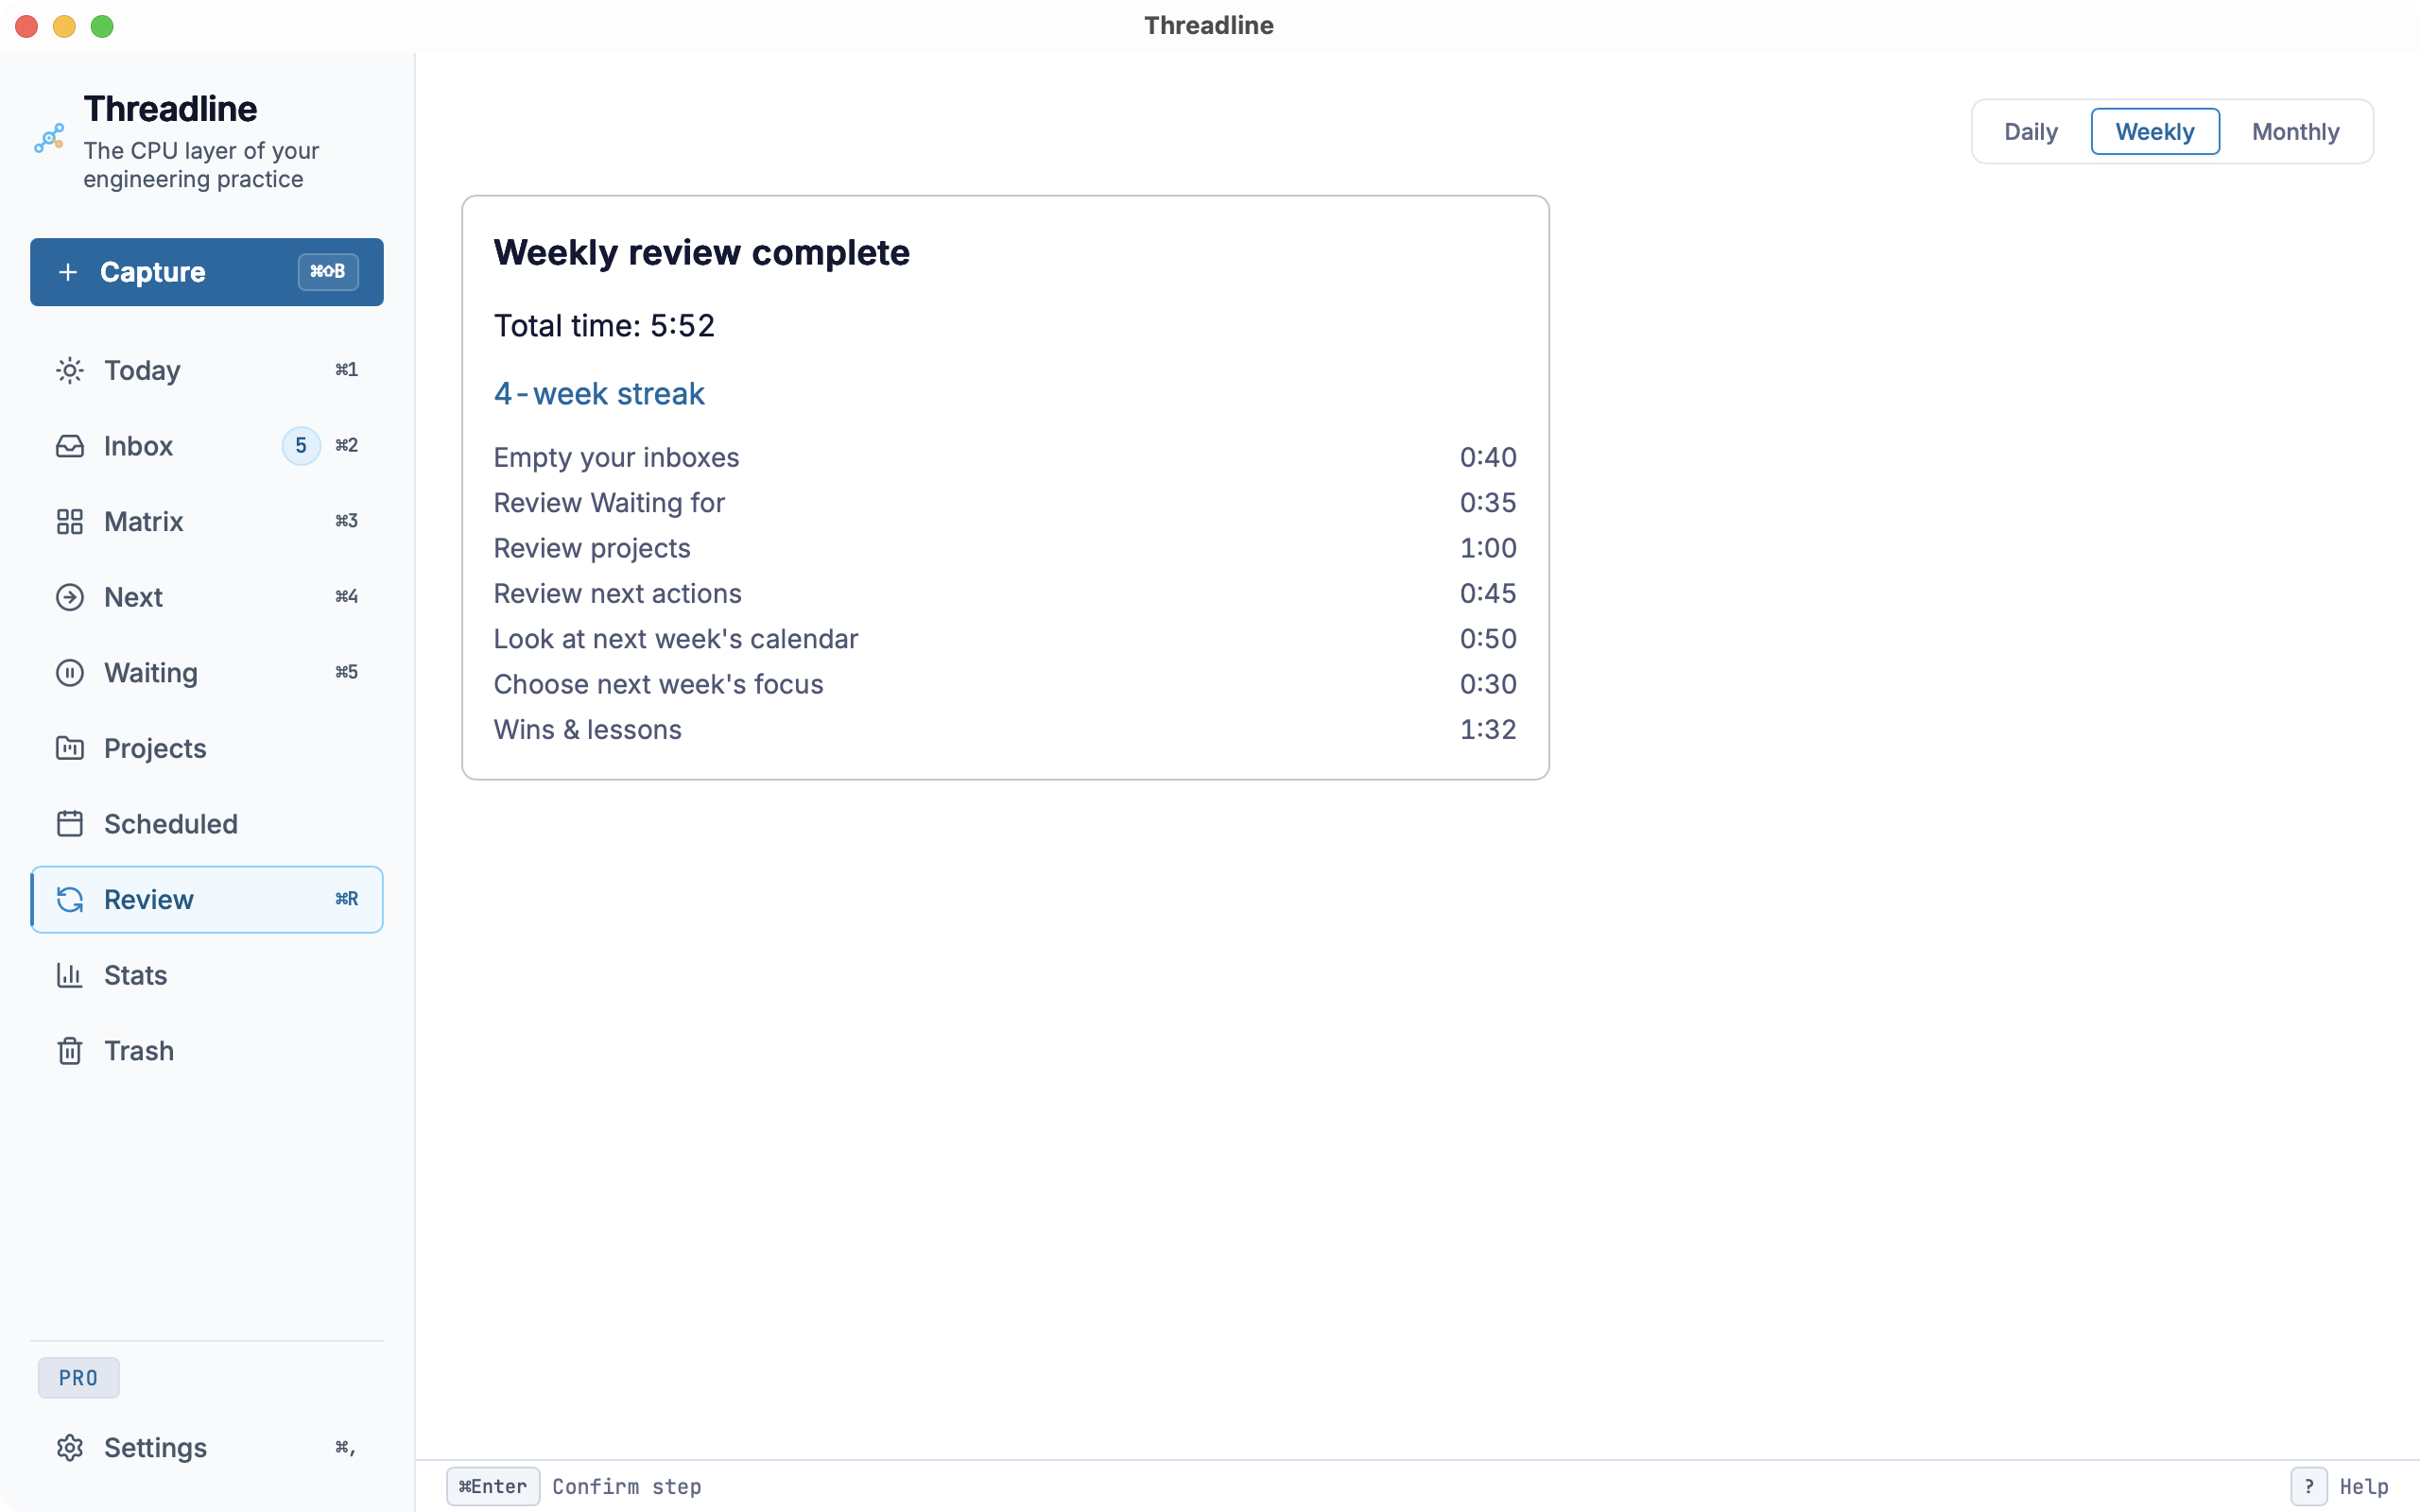 Threadline
Threadline
The CPU layer of your
engineering practice
+ Capture ⌘⇧B
Today ⌘1
Inbox 5 ⌘2
Matrix ⌘3
Next ⌘4
Waiting ⌘5
Projects
Scheduled
Review ⌘R
Stats
Trash
PRO
Settings ⌘,
Daily Weekly Monthly
Weekly review complete
Total time: 5:52
4-week streak
Empty your inboxes 0:40
Review Waiting for 0:35
Review projects 1:00
Review next actions 0:45
Look at next week's calendar 0:50
Choose next week's focus 0:30
Wins & lessons 1:32
⌘Enter Confirm step
? Help